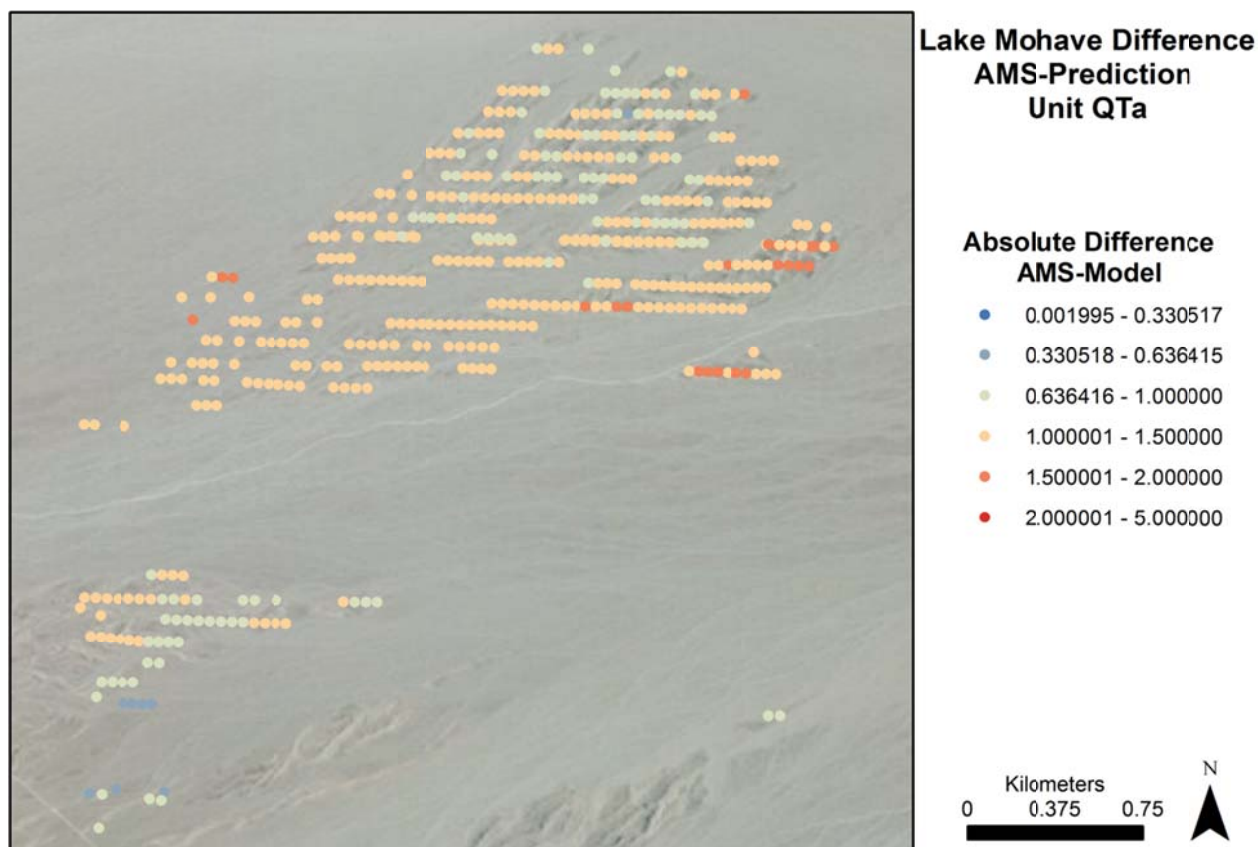 Lake Mohave Difference
AMS-Prediction
Unit QTa
Absolute Difference
AMS-Model
0.001995 - 0.330517
0.330518 - 0.636415
0.636416 - 1.000000
1.000001 - 1.500000
1.500001 - 2.000000
2.000001 - 5.000000
Kilometers
0 0.375 0.75
N